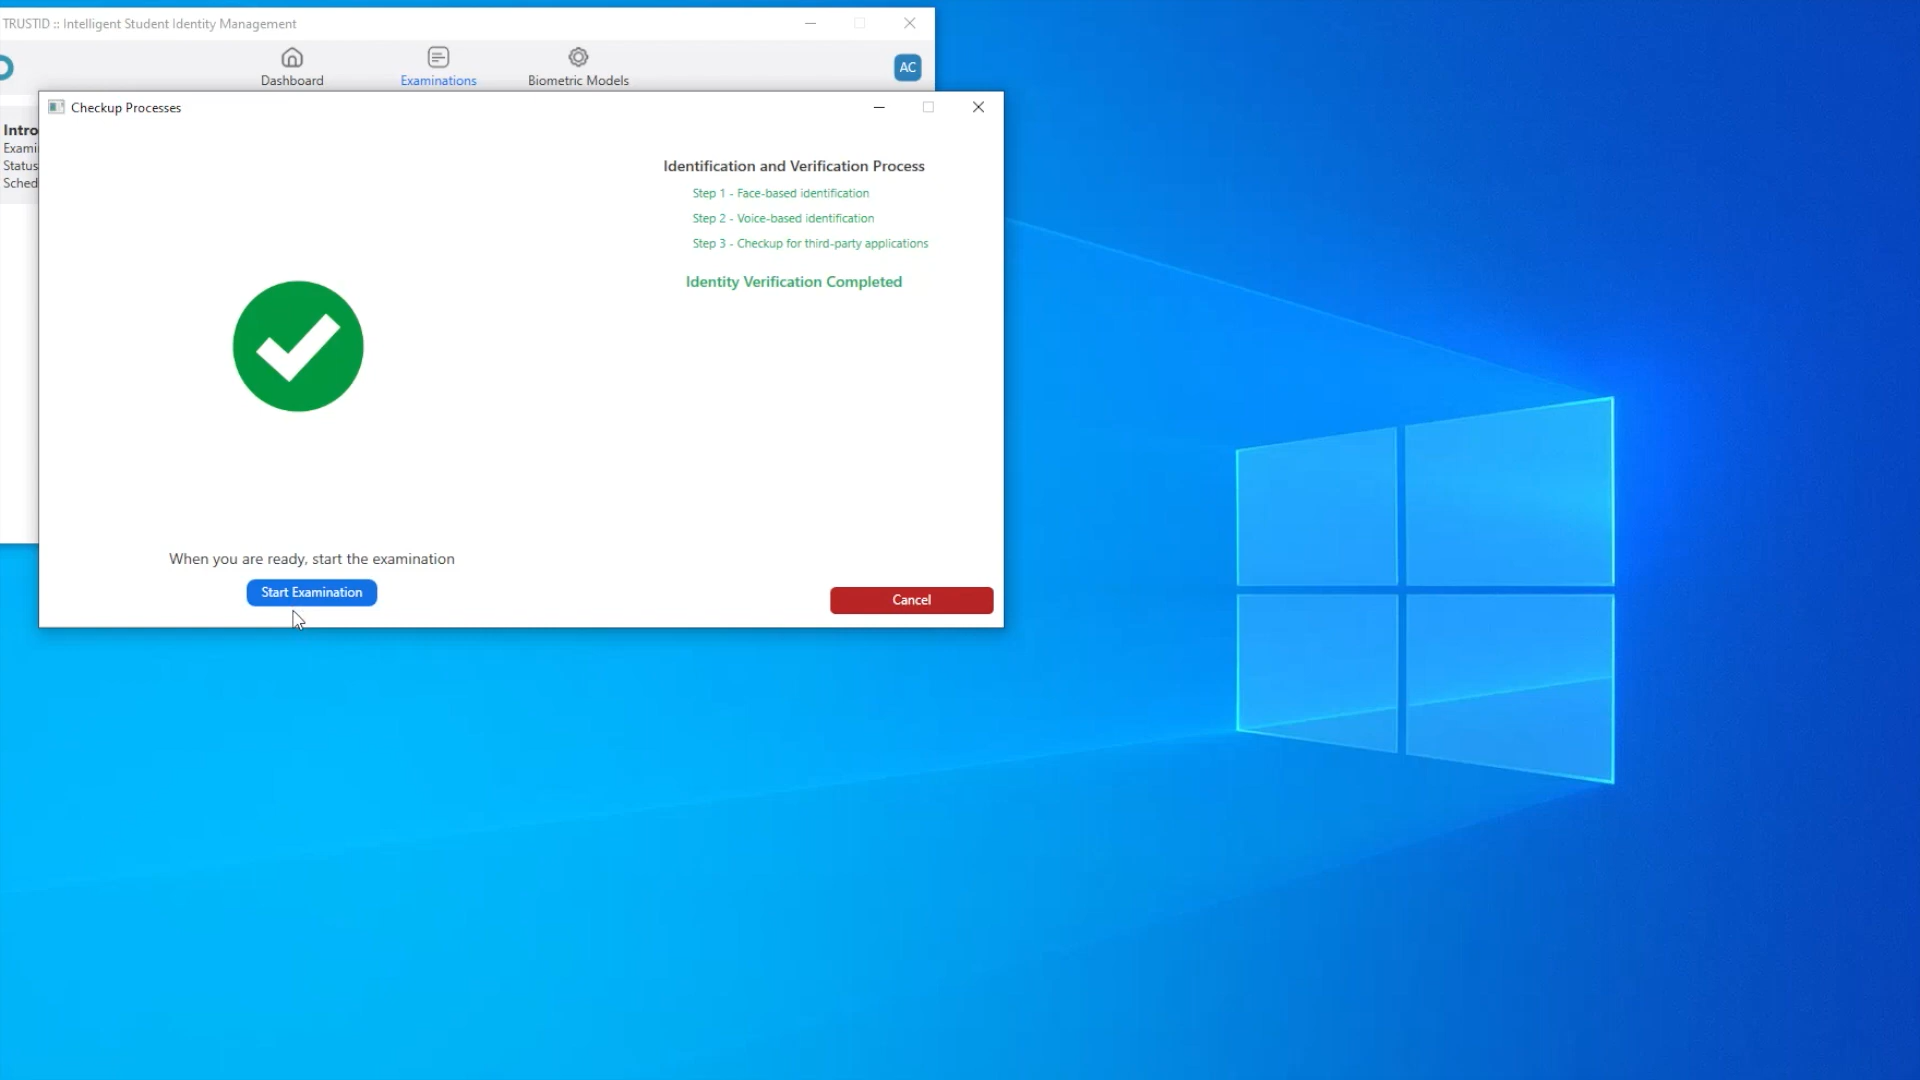 TRUSTID :: Intelligent Student Identity Management
Dashboard
Examinations
Biometric Models
AC
Intro
Exami
Status
Sched
Checkup Processes
Identification and Verification Process
Step 1 - Face-based identification
Step 2 - Voice-based identification
Step 3 - Checkup for third-party applications
Identity Verification Completed
When you are ready, start the examination
Start Examination
Cancel